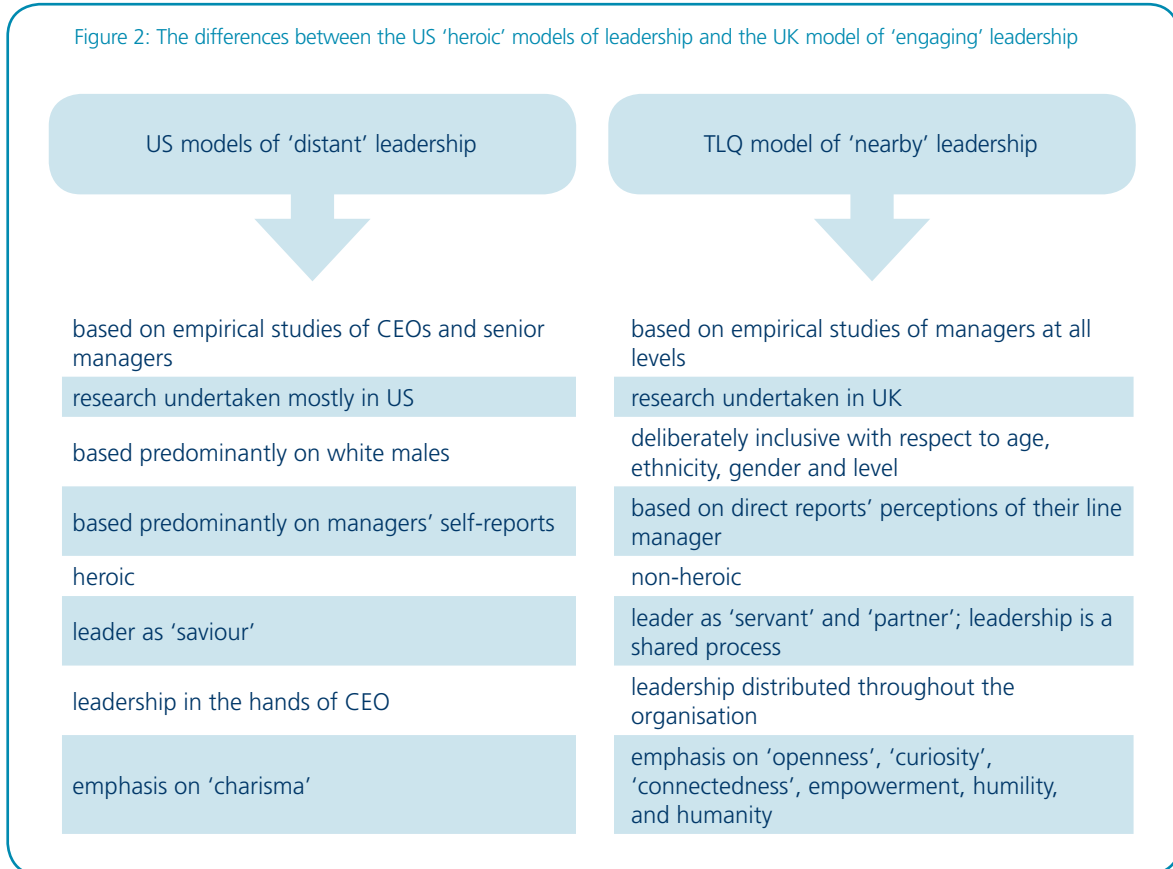 Figure 2: The differences between the US ‘heroic’ models of leadership and the UK model of ‘engaging’ leadership
US models of ‘distant’ leadership
TLQ model of ‘nearby’ leadership
based on empirical studies of CEOs and senior
managers
based on empirical studies of managers at all
levels
research undertaken mostly in US
research undertaken in UK
based predominantly on white males
deliberately inclusive with respect to age,
ethnicity, gender and level
based predominantly on managers’ self-reports
based on direct reports’ perceptions of their line
manager
heroic
non-heroic
leader as ‘saviour’
leader as ‘servant’ and ‘partner’; leadership is a
shared process
leadership in the hands of CEO
leadership distributed throughout the
organisation
emphasis on ‘charisma’
emphasis on ‘openness’, ‘curiosity’,
‘connectedness’, empowerment, humility,
and humanity